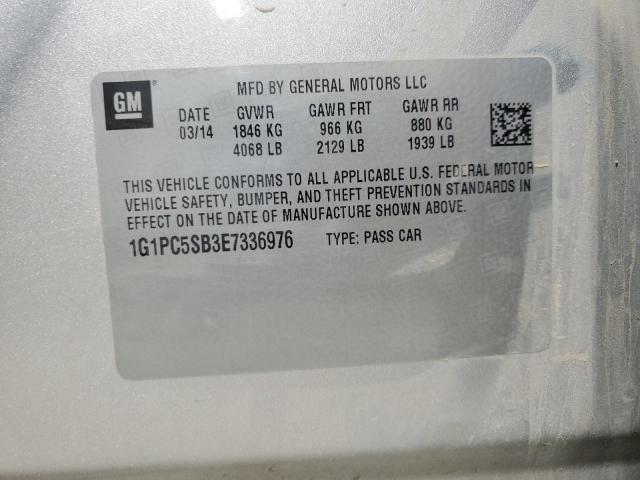 GM
MFD BY GENERAL MOTORS LLC
DATE GVWR GAWR FRT GAWR RR
03/14 1846 KG 966 KG 880 KG
4068 LB 2129 LB 1939 LB
THIS VEHICLE CONFORMS TO ALL APPLICABLE U.S. FEDERAL MOTOR
VEHICLE SAFETY, BUMPER, AND THEFT PREVENTION STANDARDS IN
EFFECT ON THE DATE OF MANUFACTURE SHOWN ABOVE.
1G1PC5SB3E7336976 TYPE: PASS CAR